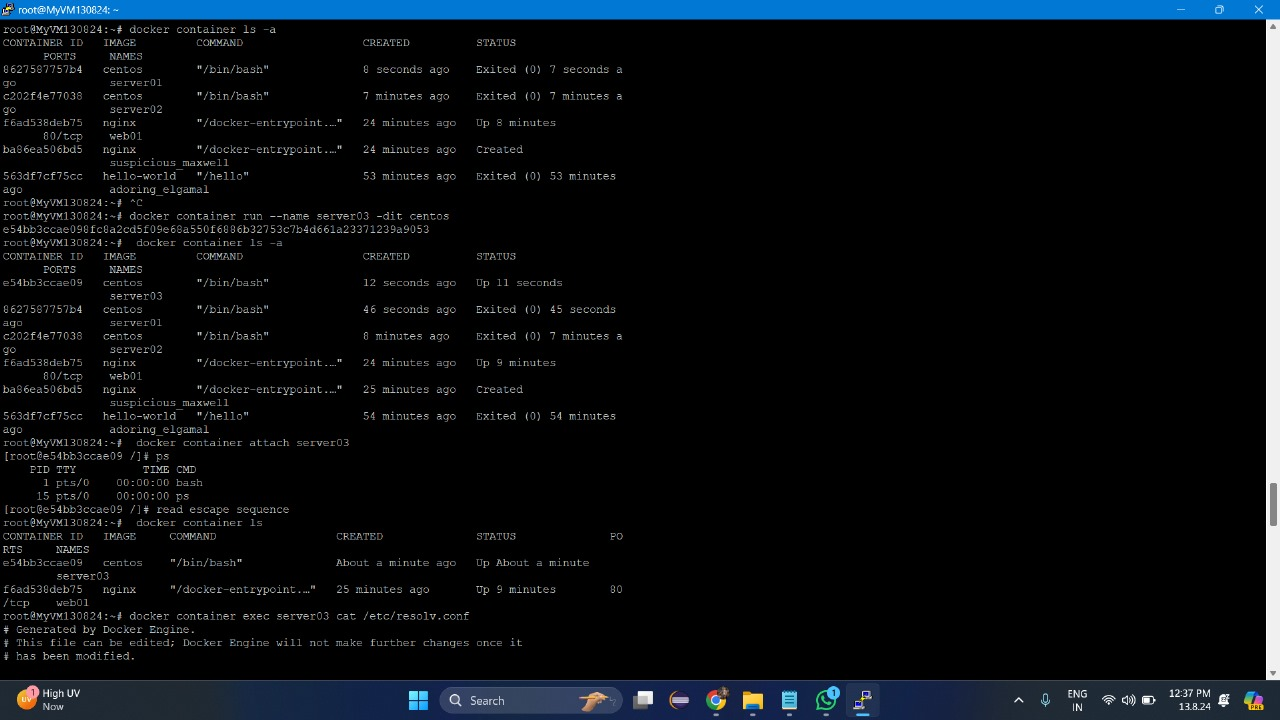 root@MyVM130824: ~
root@MyVM130824:~# docker container ls -a
CONTAINER ID   IMAGE         COMMAND                  CREATED          STATUS
      PORTS     NAMES
8627587757b4   centos        "/bin/bash"              8 seconds ago    Exited (0) 7 seconds a
go              server01
c202f4e77038   centos        "/bin/bash"              7 minutes ago    Exited (0) 7 minutes a
go              server02
f6ad538deb75   nginx         "/docker-entrypoint.…"   24 minutes ago   Up 8 minutes
      80/tcp    web01
ba86ea506bd5   nginx         "/docker-entrypoint.…"   24 minutes ago   Created
                suspicious_maxwell
563df7cf75cc   hello-world   "/hello"                 53 minutes ago   Exited (0) 53 minutes
ago             adoring_elgamal
root@MyVM130824:~# ^C
root@MyVM130824:~# docker container run --name server03 -dit centos
e54bb3ccae098fc8a2cd5f09e68a550f6886b32753c7b4d661a23371239a9053
root@MyVM130824:~#  docker container ls -a
CONTAINER ID   IMAGE         COMMAND                  CREATED          STATUS
      PORTS     NAMES
e54bb3ccae09   centos        "/bin/bash"              12 seconds ago   Up 11 seconds
                server03
8627587757b4   centos        "/bin/bash"              46 seconds ago   Exited (0) 45 seconds
ago             server01
c202f4e77038   centos        "/bin/bash"              8 minutes ago    Exited (0) 7 minutes a
go              server02
f6ad538deb75   nginx         "/docker-entrypoint.…"   24 minutes ago   Up 9 minutes
      80/tcp    web01
ba86ea506bd5   nginx         "/docker-entrypoint.…"   25 minutes ago   Created
                suspicious_maxwell
563df7cf75cc   hello-world   "/hello"                 54 minutes ago   Exited (0) 54 minutes
ago             adoring_elgamal
root@MyVM130824:~#  docker container attach server03
[root@e54bb3ccae09 /]# ps
    PID TTY          TIME CMD
      1 pts/0    00:00:00 bash
     15 pts/0    00:00:00 ps
[root@e54bb3ccae09 /]# read escape sequence
root@MyVM130824:~#  docker container ls
CONTAINER ID   IMAGE     COMMAND                  CREATED              STATUS            PO
RTS     NAMES
e54bb3ccae09   centos    "/bin/bash"              About a minute ago   Up About a minute
        server03
f6ad538deb75   nginx     "/docker-entrypoint.…"   25 minutes ago       Up 9 minutes      80
/tcp    web01
root@MyVM130824:~# docker container exec server03 cat /etc/resolv.conf
# Generated by Docker Engine.
# This file can be edited; Docker Engine will not make further changes once it
# has been modified.
1
High UV
Now
UV
Search
1
ENG
IN
12:37 PM
13.8.24
PRE